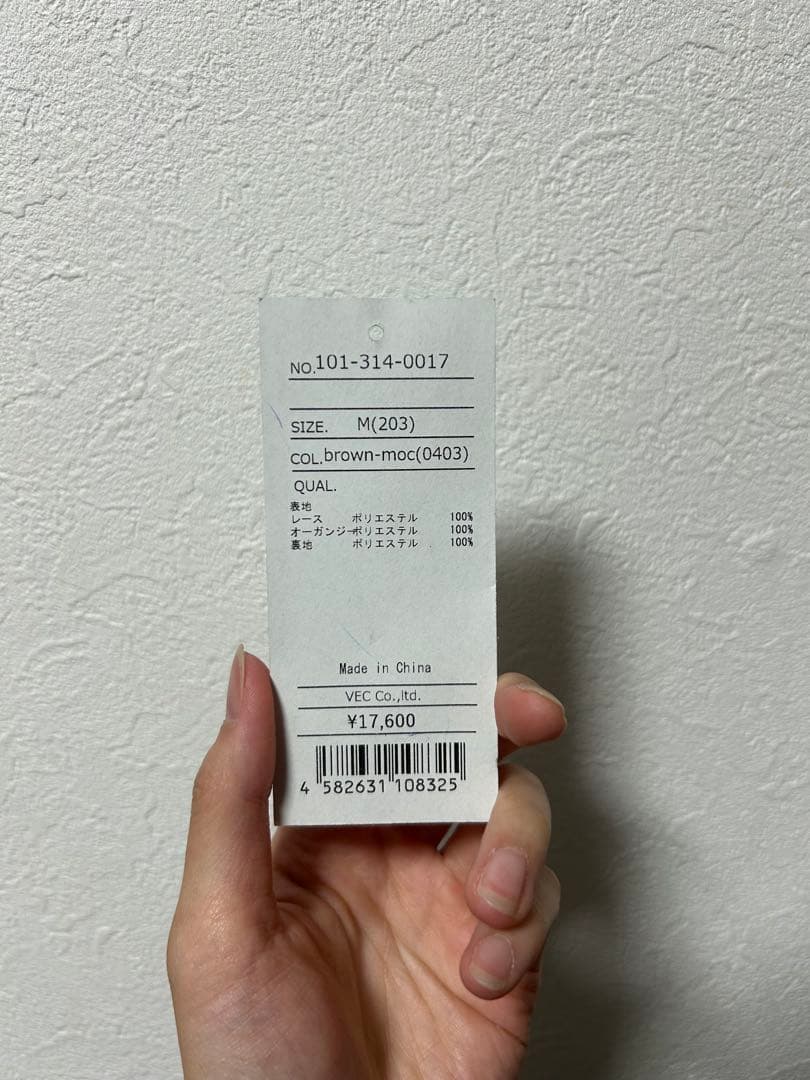 NO.101-314-0017
SIZE. M(203)
COL.brown-moc(0403)
QUAL.
表地
レース ポリエステル 100%
オーガンジーポリエステル 100%
裏地 ポリエステル 100%
Made in China
VEC Co.,ltd.
¥17,600
4 582631 108325